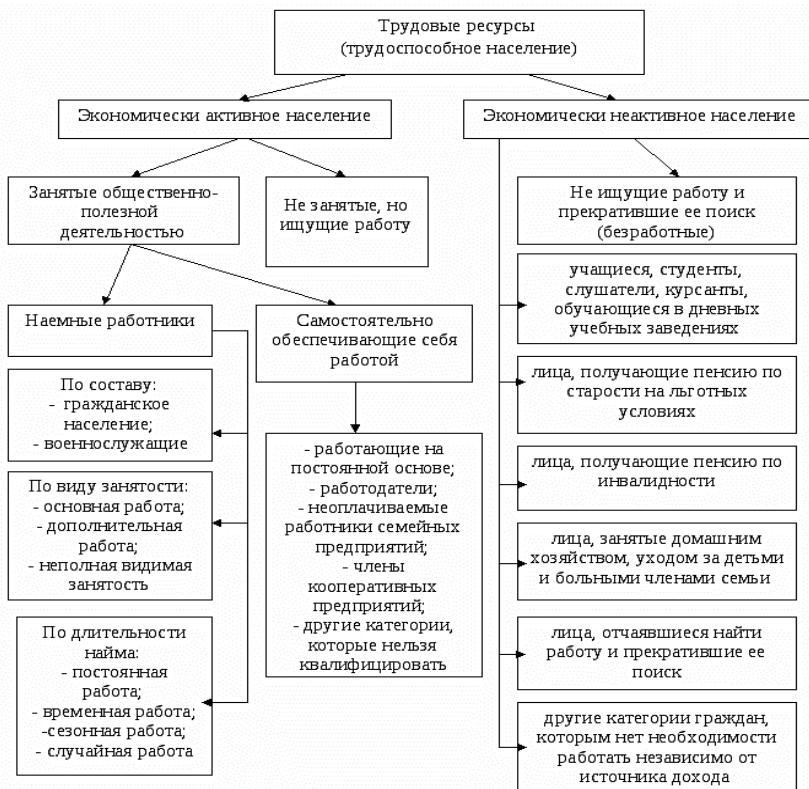 Трудовые ресурсы
(трудоспособное население)
Экономически активное население
Экономически неактивное население
Занятые общественно-
полезной
деятельностью
Не занятые, но
ищущие работу
Не ищущие работу и
прекратившие ее поиск
(безработные)
Наемные работники
Самостоятельно
обеспечивающие себя
работой
По составу:
- гражданское
население;
- военнослужащие
По виду занятости:
- основная работа;
- дополнительная
работа;
- неполная видимая
занятость
По длительности
найма:
- постоянная
работа;
- временная работа;
-сезонная работа;
- случайная работа
- работающие на
постоянной основе;
- работодатели;
- неоплачиваемые
работники семейных
предприятий;
- члены
кооперативных
предприятий;
- другие категории,
которые нельзя
квалифицировать
учащиеся, студенты,
слушатели, курсанты,
обучающиеся в дневных
учебных заведениях
лица, получающие пенсию по
старости на льготных
условиях
лица, получающие пенсию по
инвалидности
лица, занятые домашним
хозяйством, уходом за детьми
и больными членами семьи
лица, отчаявшиеся найти
работу и прекратившие ее
поиск
другие категории граждан,
которым нет необходимости
работать независимо от
источника дохода